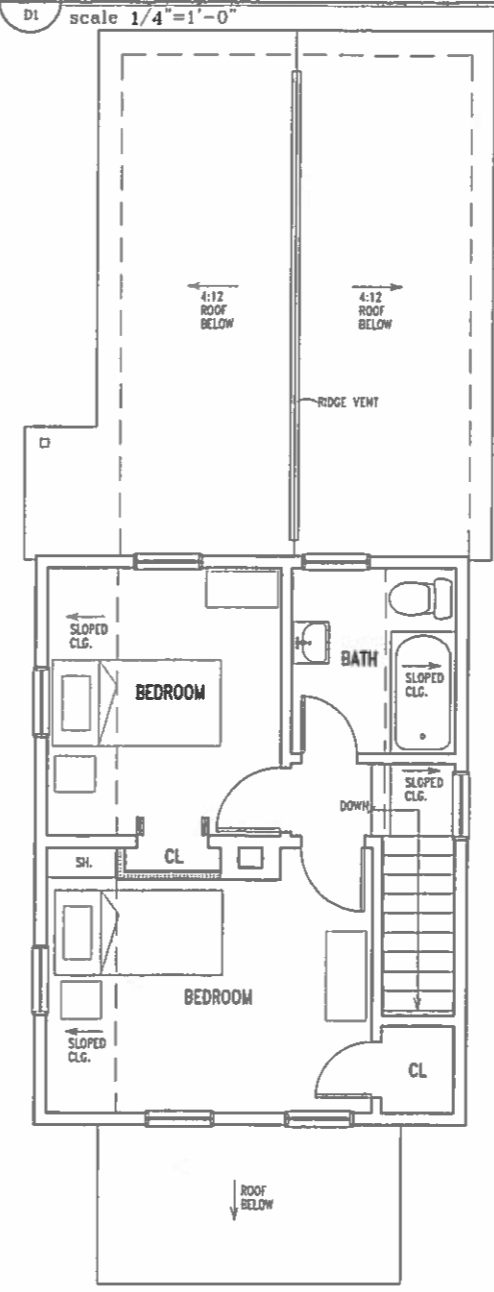 D1
scale 1/4"=1'-0"
4:12
ROOF
BELOW
4:12
ROOF
BELOW
RIDGE VENT
SLOPED
CLG.
BEDROOM
BATH
SLOPED
CLG.
SLOPED
CLG.
DOWN
SH.
CL
BEDROOM
SLOPED
CLG.
CL
ROOF
BELOW